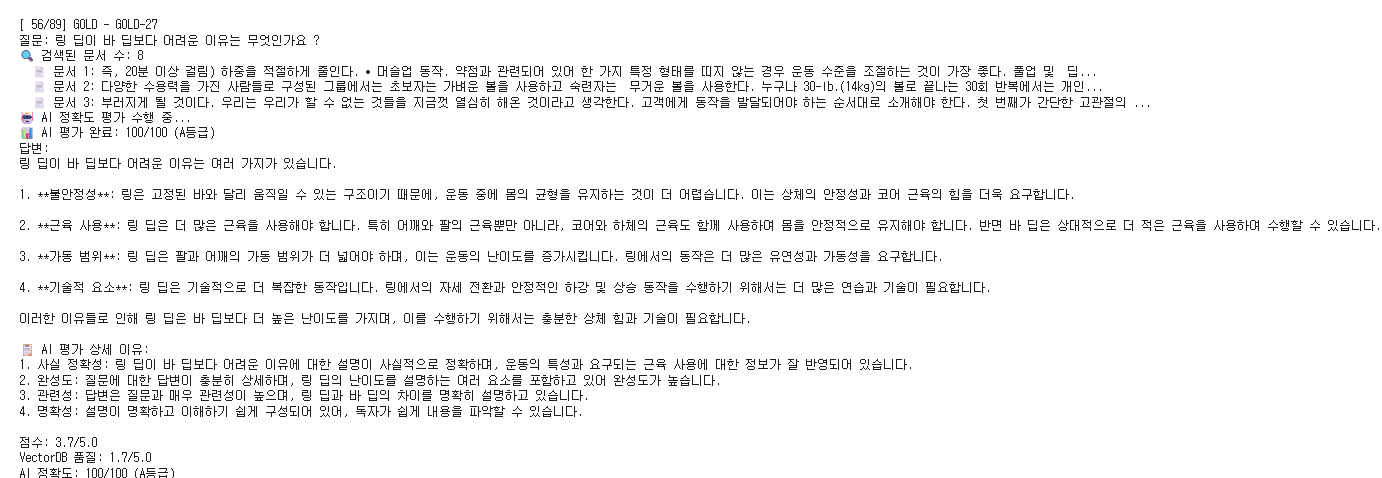 [ 56/89] GOLD - GOLD-27
질문: 링 딥이 바 딥보다 어려운 이유는 무엇인가요 ?
🔍 검색된 문서 수: 8
📄 문서 1: 즉, 20분 이상 걸림) 하중을 적절하게 줄인다. • 머슬업 동작. 약점과 관련되어 있어 한 가지 특정 형태를 띠지 않는 경우 운동 수준을 조절하는 것이 가장 좋다. 풀업 및  딥...
📄 문서 2: 다양한 수용력을 가진 사람들로 구성된 그룹에서는 초보자는 가벼운 볼을 사용하고 숙련자는  무거운 볼을 사용한다. 누구나 30-lb.(14kg)의 볼로 끝나는 30회 반복에서는 개인...
📄 문서 3: 부러지게 될 것이다. 우리는 우리가 할 수 없는 것들을 지금껏 열심히 해온 것이라고 생각한다. 고객에게 동작을 발달되어야 하는 순서대로 소개해야 한다. 첫 번째가 간단한 고관절의 ...
🤖 AI 정확도 평가 수행 중...
📊 AI 평가 완료: 100/100 (A등급)
답변:
링 딥이 바 딥보다 어려운 이유는 여러 가지가 있습니다.
1. **불안정성**: 링은 고정된 바와 달리 움직일 수 있는 구조이기 때문에, 운동 중에 몸의 균형을 유지하는 것이 더 어렵습니다. 이는 상체의 안정성과 코어 근육의 힘을 더욱 요구합니다.
2. **근육 사용**: 링 딥은 더 많은 근육을 사용해야 합니다. 특히 어깨와 팔의 근육뿐만 아니라, 코어와 하체의 근육도 함께 사용하여 몸을 안정적으로 유지해야 합니다. 반면 바 딥은 상대적으로 더 적은 근육을 사용하여 수행할 수 있습니다.
3. **가동 범위**: 링 딥은 팔과 어깨의 가동 범위가 더 넓어야 하며, 이는 운동의 난이도를 증가시킵니다. 링에서의 동작은 더 많은 유연성과 가동성을 요구합니다.
4. **기술적 요소**: 링 딥은 기술적으로 더 복잡한 동작입니다. 링에서의 자세 전환과 안정적인 하강 및 상승 동작을 수행하기 위해서는 더 많은 연습과 기술이 필요합니다.
이러한 이유들로 인해 링 딥은 바 딥보다 더 높은 난이도를 가지며, 이를 수행하기 위해서는 충분한 상체 힘과 기술이 필요합니다.
📋 AI 평가 상세 이유:
1. 사실 정확성: 링 딥이 바 딥보다 어려운 이유에 대한 설명이 사실적으로 정확하며, 운동의 특성과 요구되는 근육 사용에 대한 정보가 잘 반영되어 있습니다.
2. 완성도: 질문에 대한 답변이 충분히 상세하며, 링 딥의 난이도를 설명하는 여러 요소를 포함하고 있어 완성도가 높습니다.
3. 관련성: 답변은 질문과 매우 관련성이 높으며, 링 딥과 바 딥의 차이를 명확히 설명하고 있습니다.
4. 명확성: 설명이 명확하고 이해하기 쉽게 구성되어 있어, 독자가 쉽게 내용을 파악할 수 있습니다.
점수: 3.7/5.0
VectorDB 품질: 1.7/5.0
AI 정확도: 100/100 (A등급)